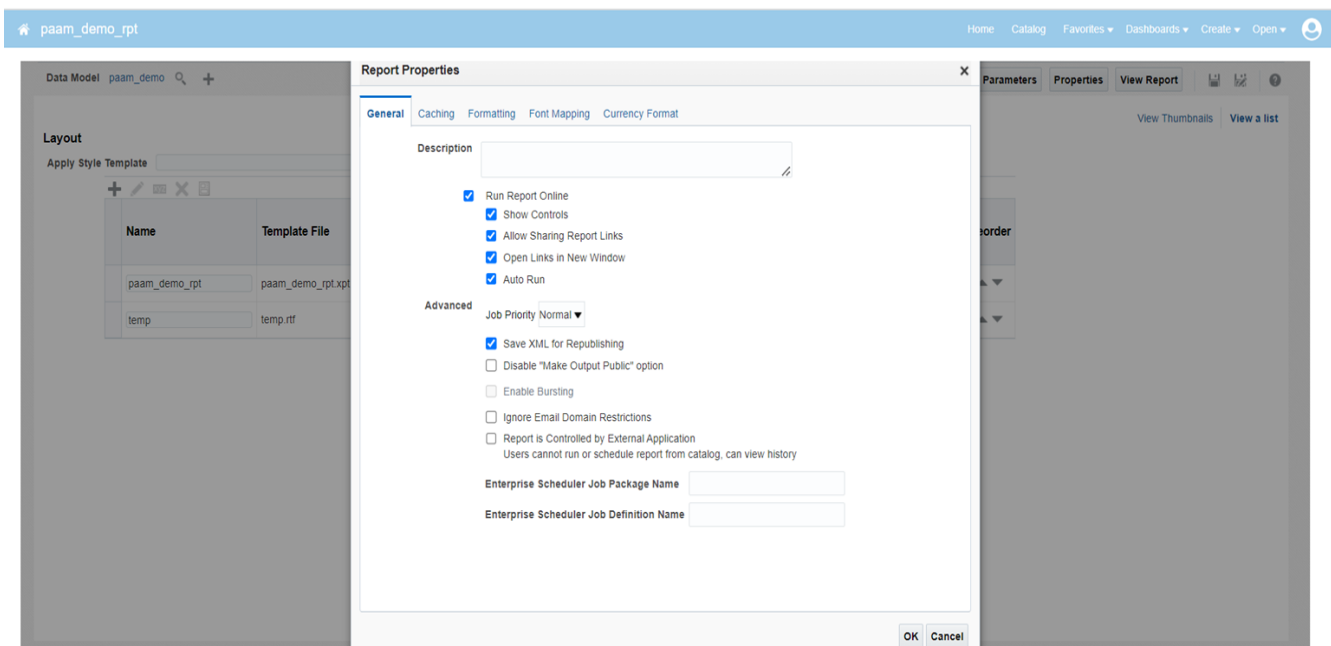 paam_demo_rpt Home Catalog Favorites Dashboards Create Open
Data Model paam_demo Parameters Properties View Report
View Thumbnails View a list
Layout
Apply Style Template
Name Template File
paam_demo_rpt paam_demo_rpt.xpt
temp temp.rtf
Report Properties
General Caching Formatting Font Mapping Currency Format
Description
Run Report Online
Show Controls
Allow Sharing Report Links
Open Links in New Window
Auto Run
Advanced
Job Priority Normal
Save XML for Republishing
Disable "Make Output Public" option
Enable Bursting
Ignore Email Domain Restrictions
Report is Controlled by External Application
Users cannot run or schedule report from catalog, can view history
Enterprise Scheduler Job Package Name
Enterprise Scheduler Job Definition Name
OK Cancel